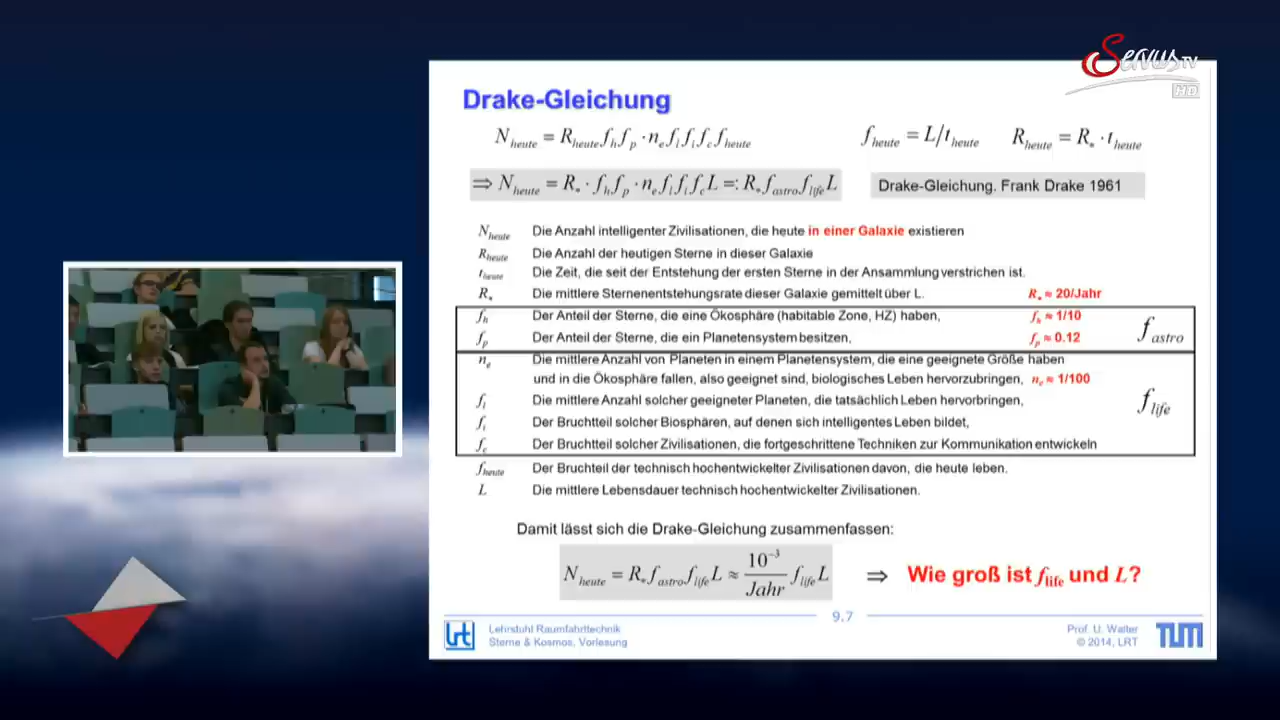 Servus TV
HD
Drake-Gleichung
N_heute = R_heute f_h f_p · n_e f_l f_i f_c f_heute
f_heute = L/t_heute
R_heute = R_* · t_heute
⇒ N_heute = R_* · f_h f_p · n_e f_l f_i f_c L =: R_* f_astro f_life L
Drake-Gleichung. Frank Drake 1961
N_heute Die Anzahl intelligenter Zivilisationen, die heute in einer Galaxie existieren
R_heute Die Anzahl der heutigen Sterne in dieser Galaxie
t_heute Die Zeit, die seit der Entstehung der ersten Sterne in der Ansammlung verstrichen ist.
R_* Die mittlere Sternenentstehungsrate dieser Galaxie gemittelt über L. R_* ≈ 20/Jahr
f_h Der Anteil der Sterne, die eine Ökosphäre (habitable Zone, HZ) haben, f_h ≈ 1/10
f_astro
f_p Der Anteil der Sterne, die ein Planetensystem besitzen, f_p ≈ 0.12
n_e Die mittlere Anzahl von Planeten in einem Planetensystem, die eine geeignete Größe haben
und in die Ökosphäre fallen, also geeignet sind, biologisches Leben hervorzubringen, n_e ≈ 1/100
f_l Die mittlere Anzahl solcher geeigneter Planeten, die tatsächlich Leben hervorbringen,
f_life
f_i Der Bruchtteil solcher Biosphären, auf denen sich intelligentes Leben bildet,
f_c Der Bruchtteil solcher Zivilisationen, die fortgeschrittene Techniken zur Kommunikation entwickeln
f_heute Der Bruchteil der technisch hochentwickelter Zivilisationen davon, die heute leben.
L Die mittlere Lebensdauer technisch hochentwickelter Zivilisationen.
Damit lässt sich die Drake-Gleichung zusammenfassen:
N_heute = R_* f_astro f_life L ≈ 10⁻³/Jahr f_life L ⇒ Wie groß ist f_life und L?
9.7
lrt
Lehrstuhl Raumfahrttechnik
Sterne & Kosmos, Vorlesung
Prof. U. Walter
© 2014, LRT
TUM